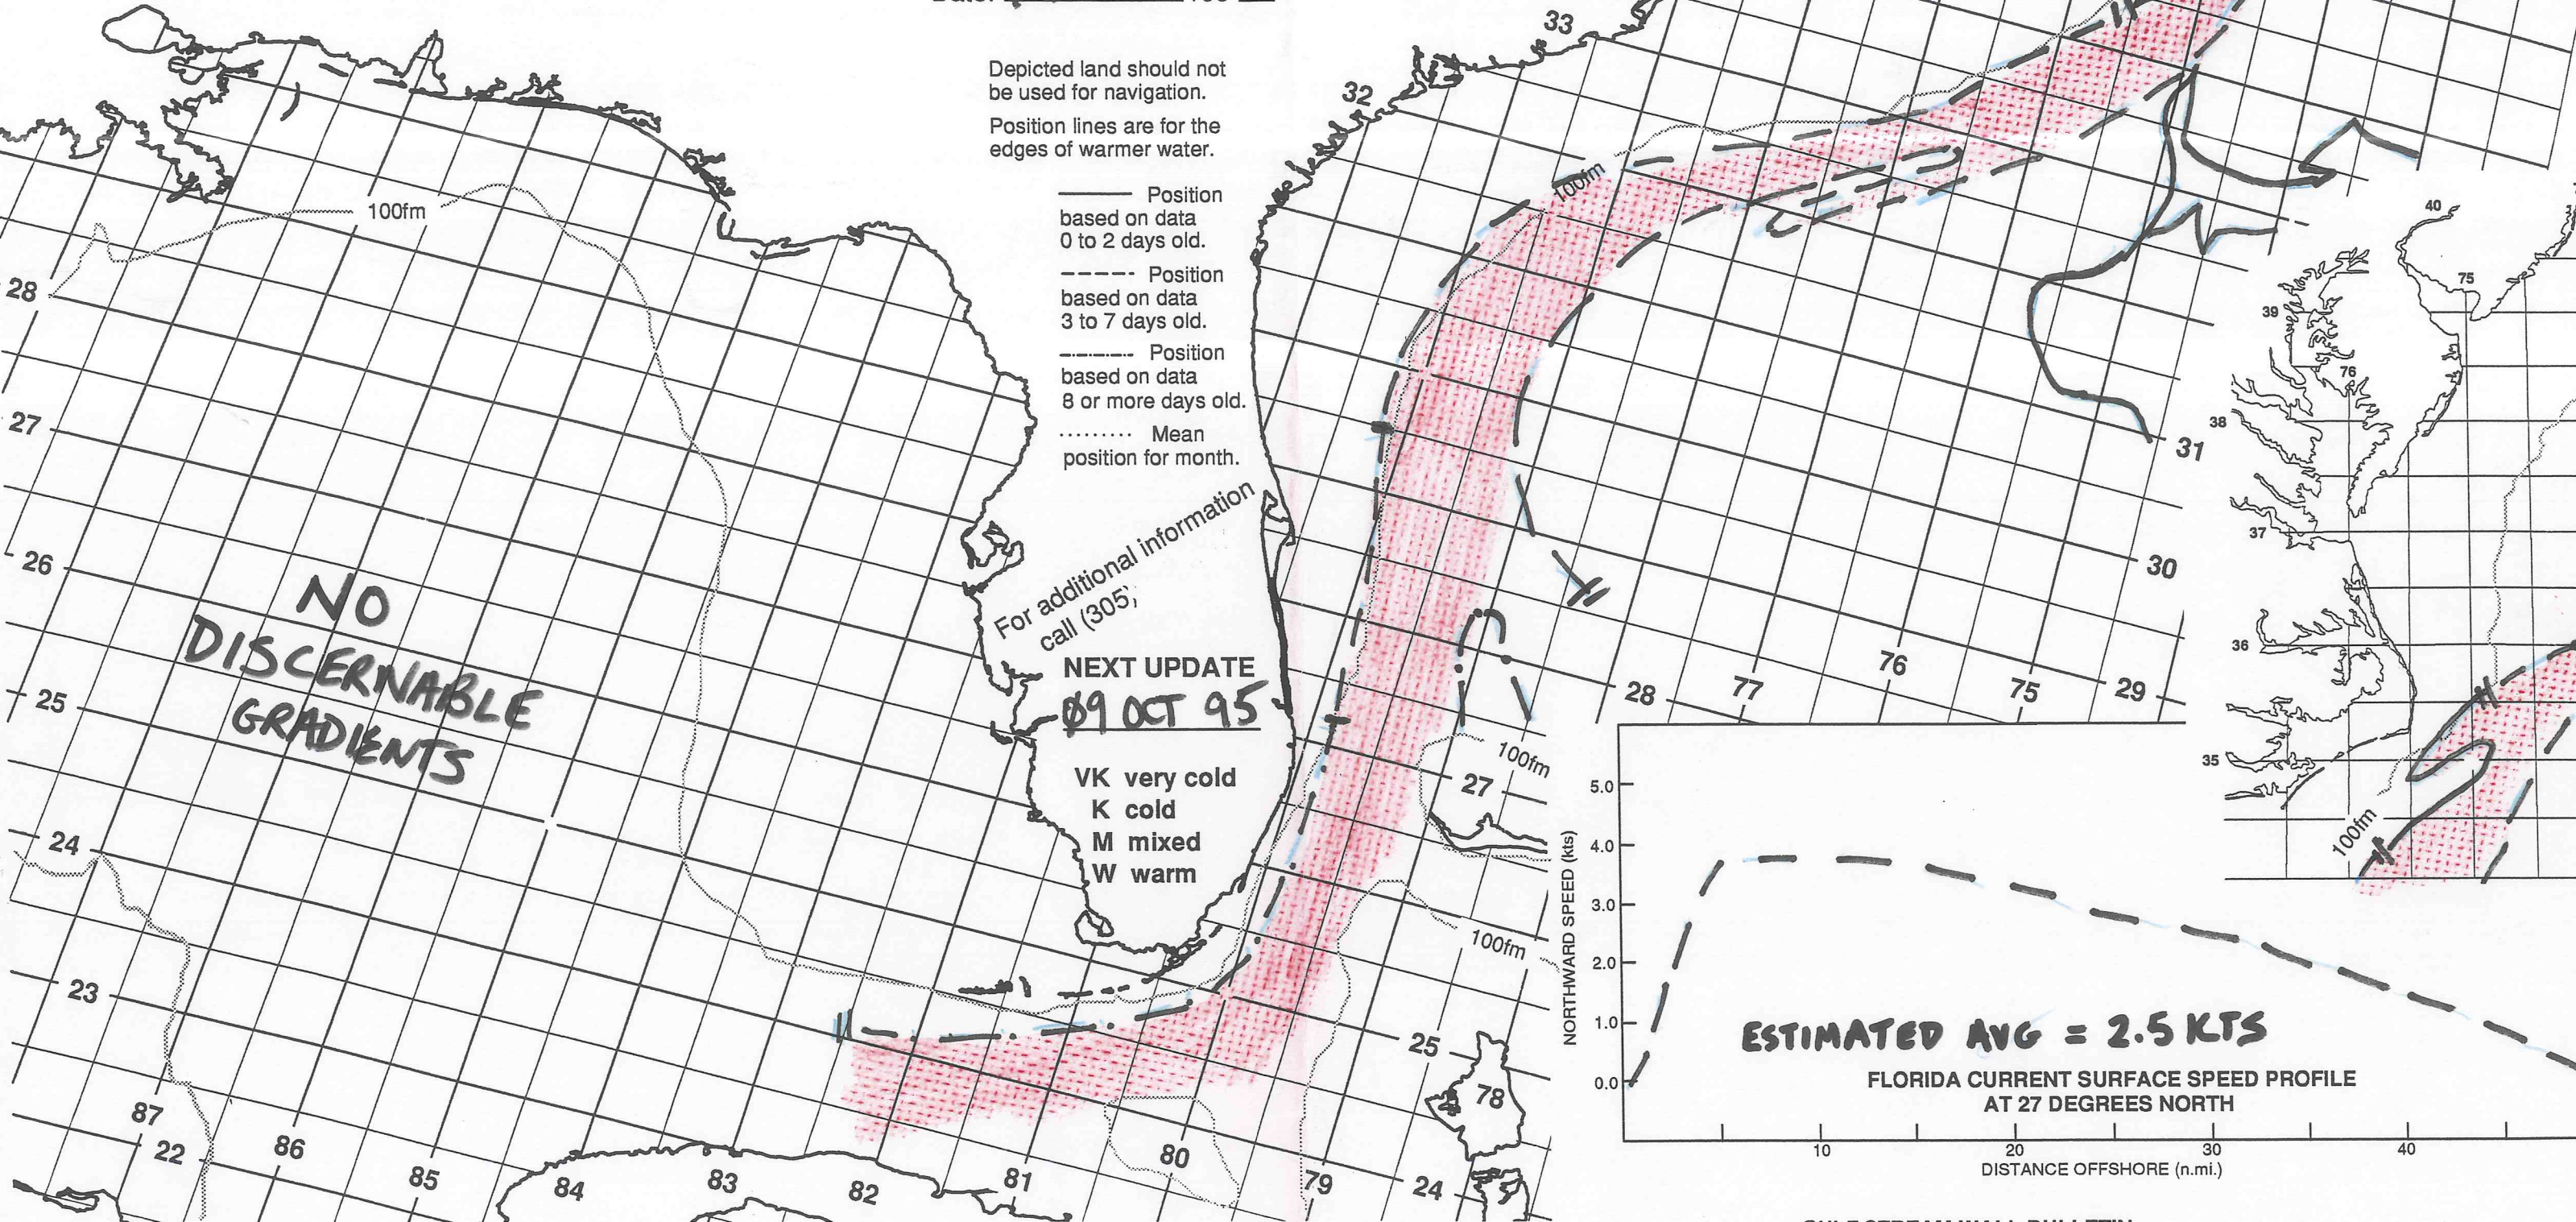 33
32
Depicted land should not
be used for navigation.
Position lines are for the
edges of warmer water.
Position
based on data
0 to 2 days old.
Position
based on data
3 to 7 days old.
Position
based on data
8 or more days old.
Mean
position for month.
For additional information
call (305)
NEXT UPDATE
Ø9 OCT 95
VK very cold
K cold
M mixed
W warm
100fm
28
27
26
25
24
23
NO
DISCERNABLE
GRADIENTS
87
22
86
85
84
83
82
81
80
79
78
24
25
100fm
100fm
27
100fm
28
77
76
75
29
30
31
40
75
39
76
38
37
36
35
100fm
5.0
4.0
3.0
2.0
1.0
0.0
NORTHWARD SPEED (kts)
ESTIMATED AVG = 2.5 KTS
FLORIDA CURRENT SURFACE SPEED PROFILE
AT 27 DEGREES NORTH
10
20
30
40
DISTANCE OFFSHORE (n.mi.)